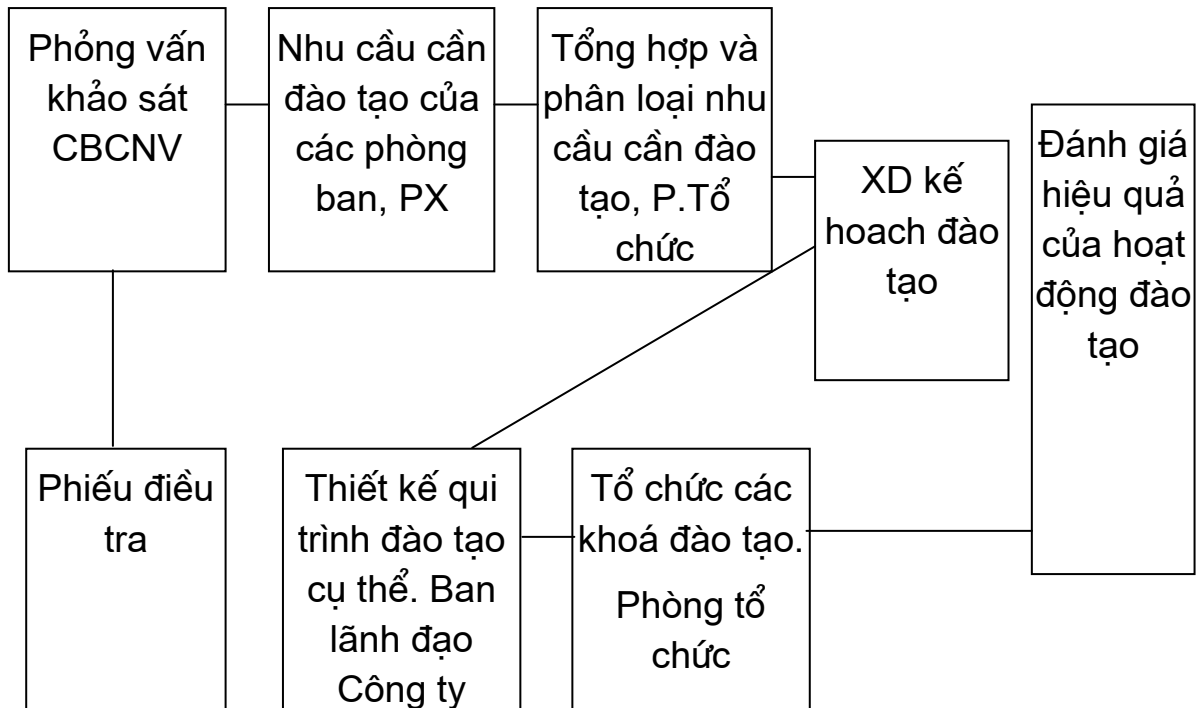 Phỏng vấn
khảo sát
CBCNV
Nhu cầu cần
đào tạo của
các phòng
ban, PX
Tổng hợp và
phân loại nhu
cầu cần đào
tạo, P.Tổ
chức
XD kế
hoach đào
tạo
Đánh giá
hiệu quả
của hoạt
động đào
tạo
Phiếu điều
tra
Thiết kế qui
trình đào tạo
cụ thể. Ban
lãnh đạo
Công ty
Tổ chức các
khoá đào tạo.
Phòng tổ
chức